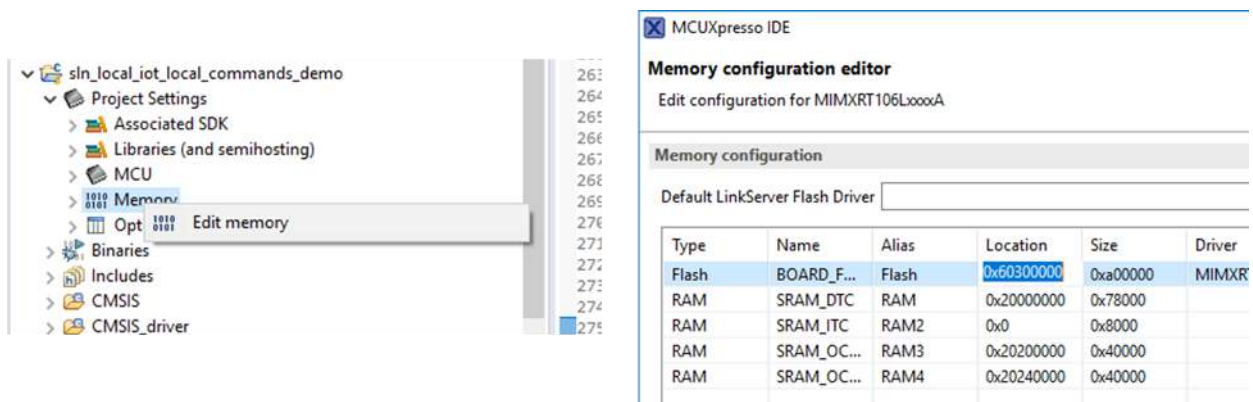 sln_local_iot_local_commands_demo
Project Settings
Associated SDK
Libraries (and semihosting)
MCU
Memory
Edit memory
Opt
Binaries
Includes
CMSIS
CMSIS_driver
264
265
266
267
268
269
270
271
272
273
274
275
MCUXpresso IDE
Memory configuration editor
Edit configuration for MIMXRT106LxxxxA
Memory configuration
Default LinkServer Flash Driver
Type Name Alias Location Size Driver
Flash BOARD_F... Flash 0x60300000 0xa00000 MIMXRT
RAM SRAM_DTC RAM 0x20000000 0x78000
RAM SRAM_ITC RAM2 0x0 0x8000
RAM SRAM_OC... RAM3 0x20200000 0x40000
RAM SRAM_OC... RAM4 0x20240000 0x40000